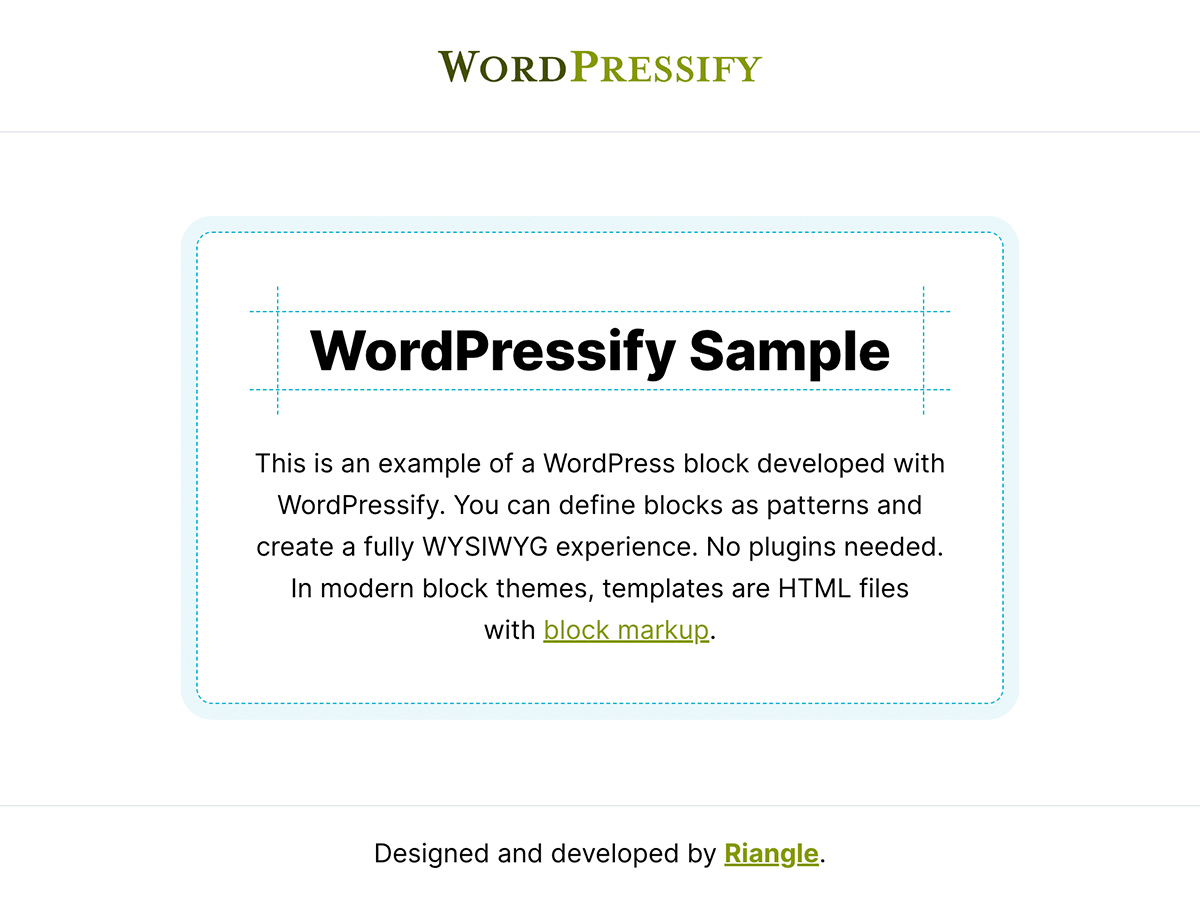 WORDPRESSIFY
WordPressify Sample
This is an example of a WordPress block developed with
WordPressify. You can define blocks as patterns and
create a fully WYSIWYG experience. No plugins needed.
In modern block themes, templates are HTML files
with block markup.
Designed and developed by Riangle.